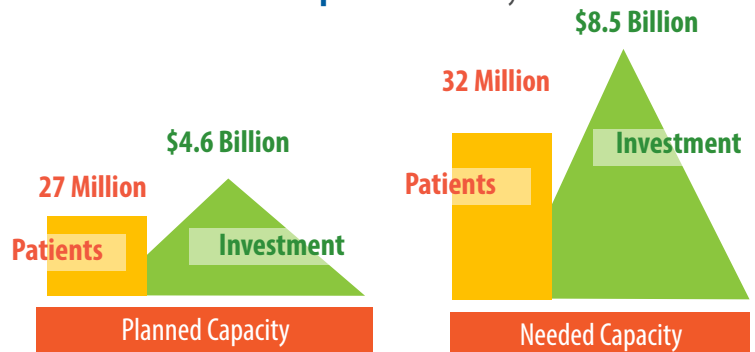 $4.6 Billion
27 Million
Patients
Investment
Planned Capacity
$8.5 Billion
32 Million
Investment
Patients
Needed Capacity